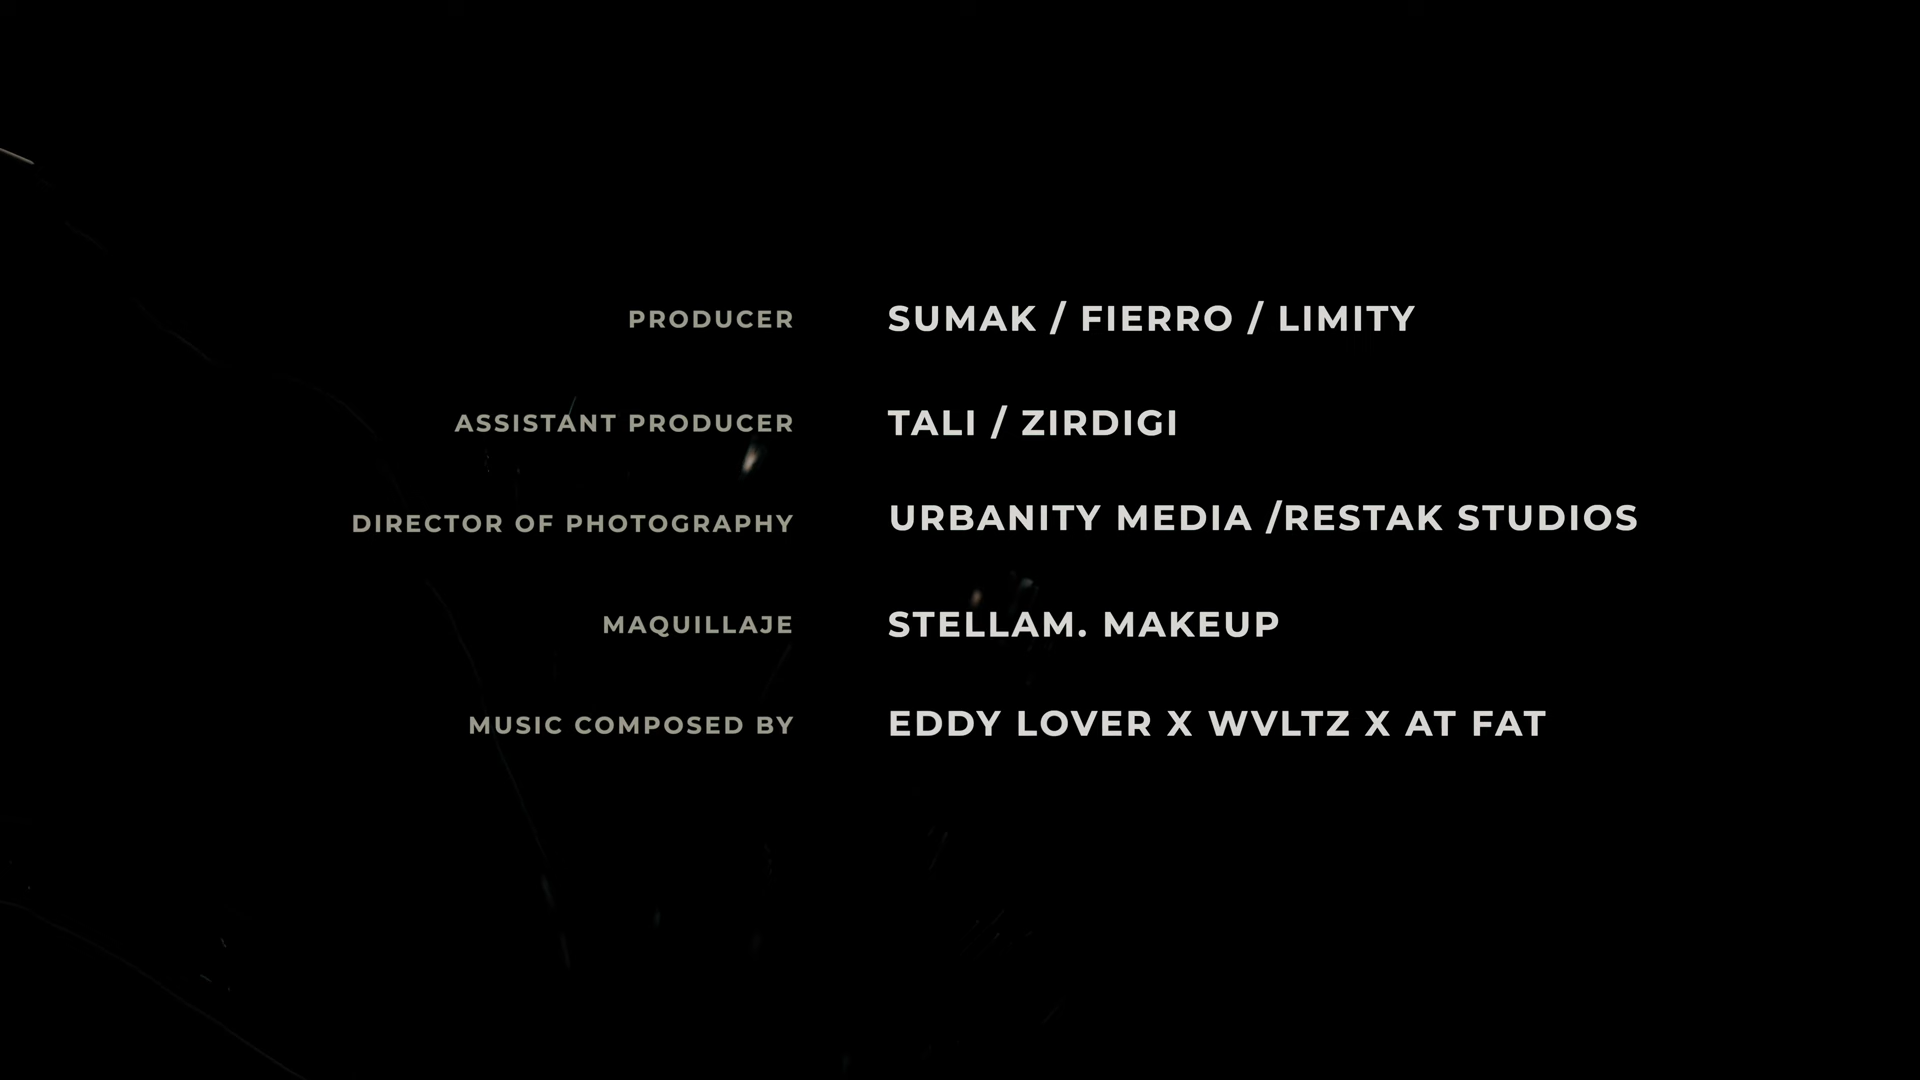 PRODUCER SUMAK / FIERRO / LIMITY
ASSISTANT PRODUCER TALI / ZIRDIGI
DIRECTOR OF PHOTOGRAPHY URBANITY MEDIA /RESTAK STUDIOS
MAQUILLAJE STELLAM. MAKEUP
MUSIC COMPOSED BY EDDY LOVER X WVLTZ X AT FAT